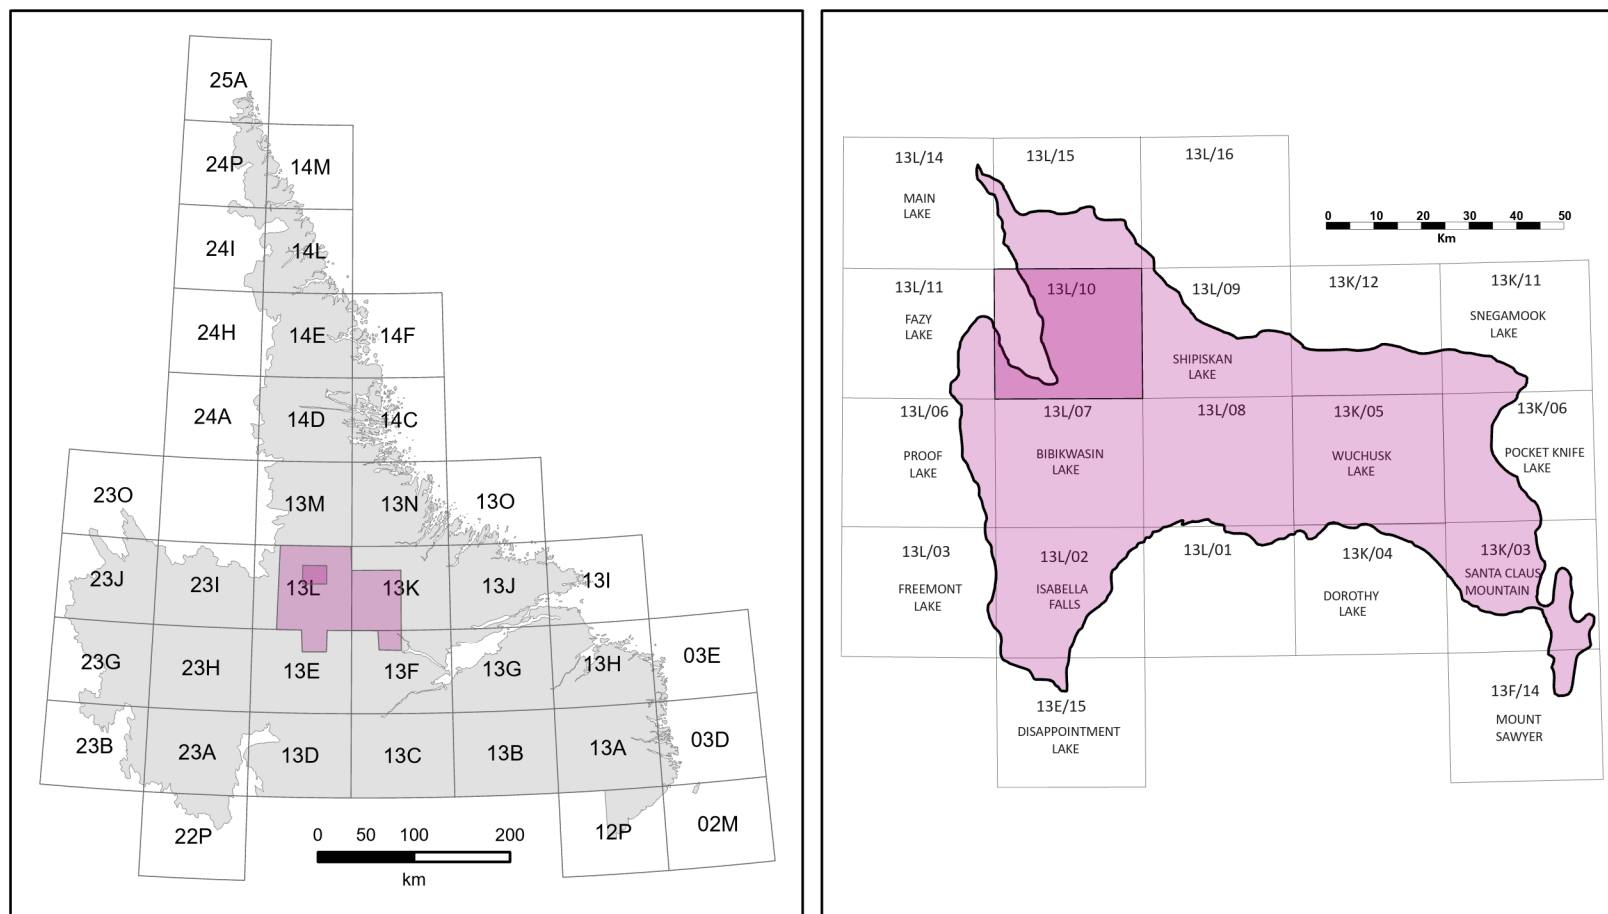 25A
24P
14M
24I
14L
24H
14E
14F
24A
14D
14C
23O
13M
13N
13O
23J
23I
13L
13K
13J
13I
23G
23H
13E
13F
13G
13H
03E
23B
23A
13D
13C
13B
13A
03D
22P
12P
02M
0 50 100 200
km
13L/14
MAIN
LAKE
13L/15
13L/16
0 10 20 30 40 50
Km
13L/11
FAZY
LAKE
13L/10
13L/09
SHIPISKAN
LAKE
13K/12
13K/11
SNEGAMOOK
LAKE
13L/06
PROOF
LAKE
13L/07
BIBIKWASIN
LAKE
13L/08
13K/05
WUCHUSK
LAKE
13K/06
POCKET KNIFE
LAKE
13L/03
FREEMONT
LAKE
13L/02
ISABELLA
FALLS
13L/01
13K/04
DOROTHY
LAKE
13K/03
SANTA CLAUS
MOUNTAIN
13E/15
DISAPPOINTMENT
LAKE
13F/14
MOUNT
SAWYER